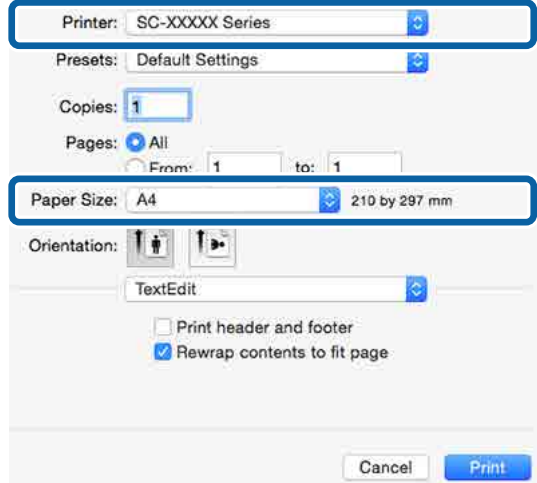 Printer: SC-XXXXX Series
Presets: Default Settings
Copies: 1
Pages: All
From: 1 to: 1
Paper Size: A4 210 by 297 mm
Orientation:
TextEdit
Print header and footer
Rewrap contents to fit page
Cancel Print